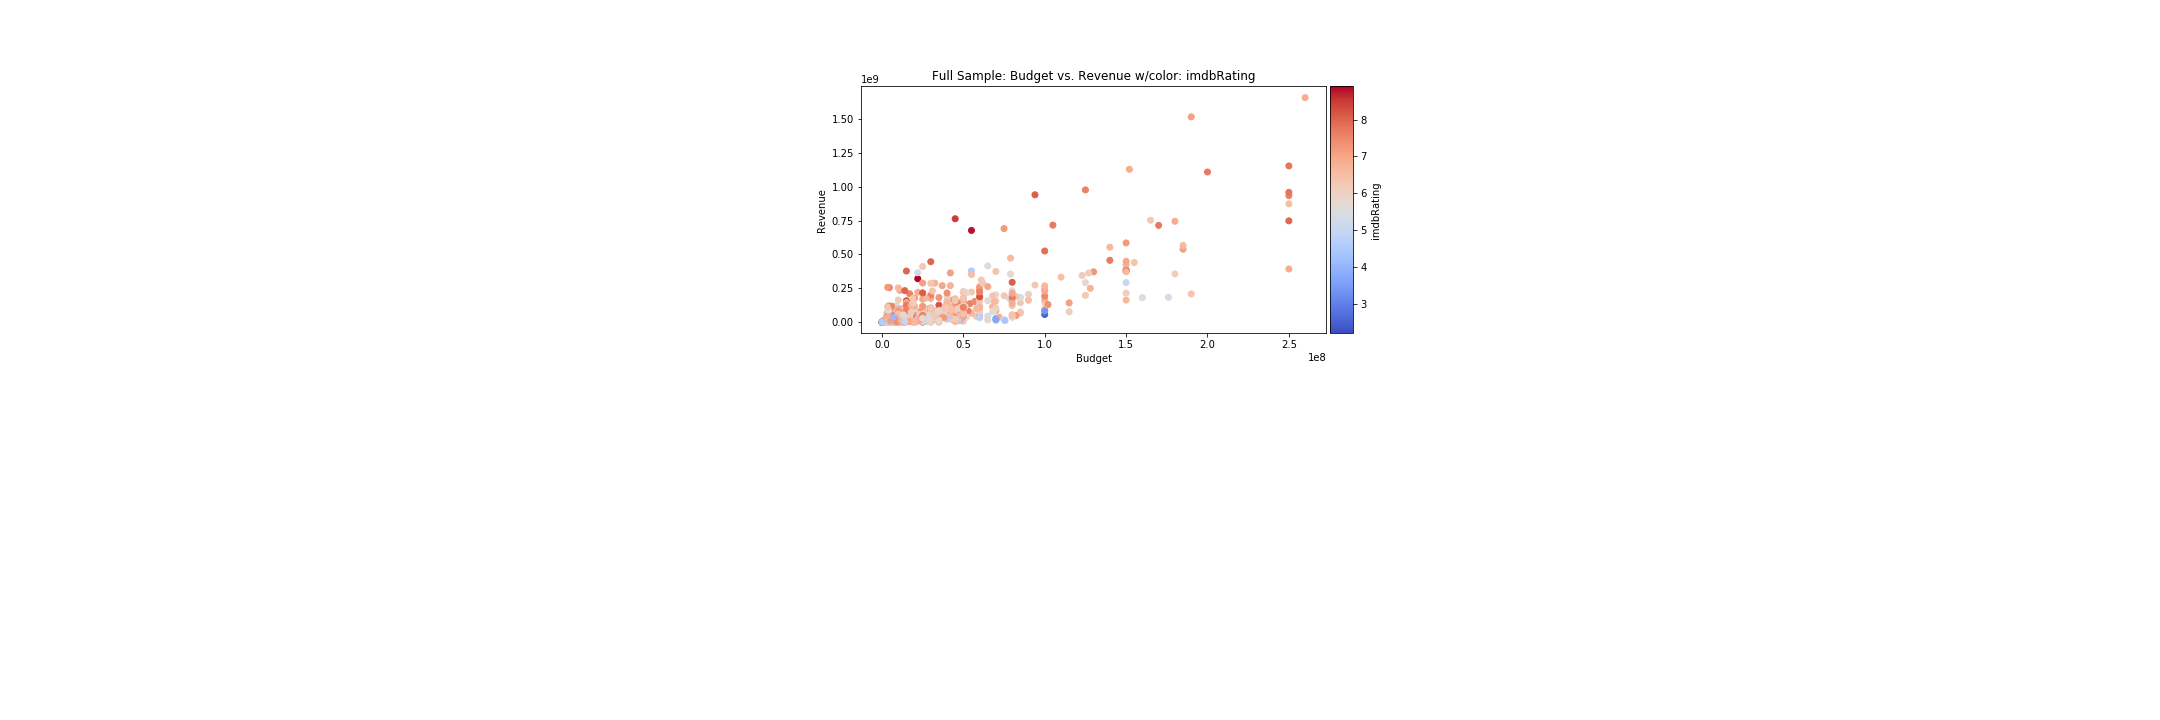 Full Sample: Budget vs. Revenue w/color: imdbRating
1e9
1.50
1.25
1.00
0.75
0.50
0.25
0.00
Revenue
0.0 0.5 1.0 1.5 2.0 2.5
1e8
Budget
8
7
6
5
4
3
imdbRating